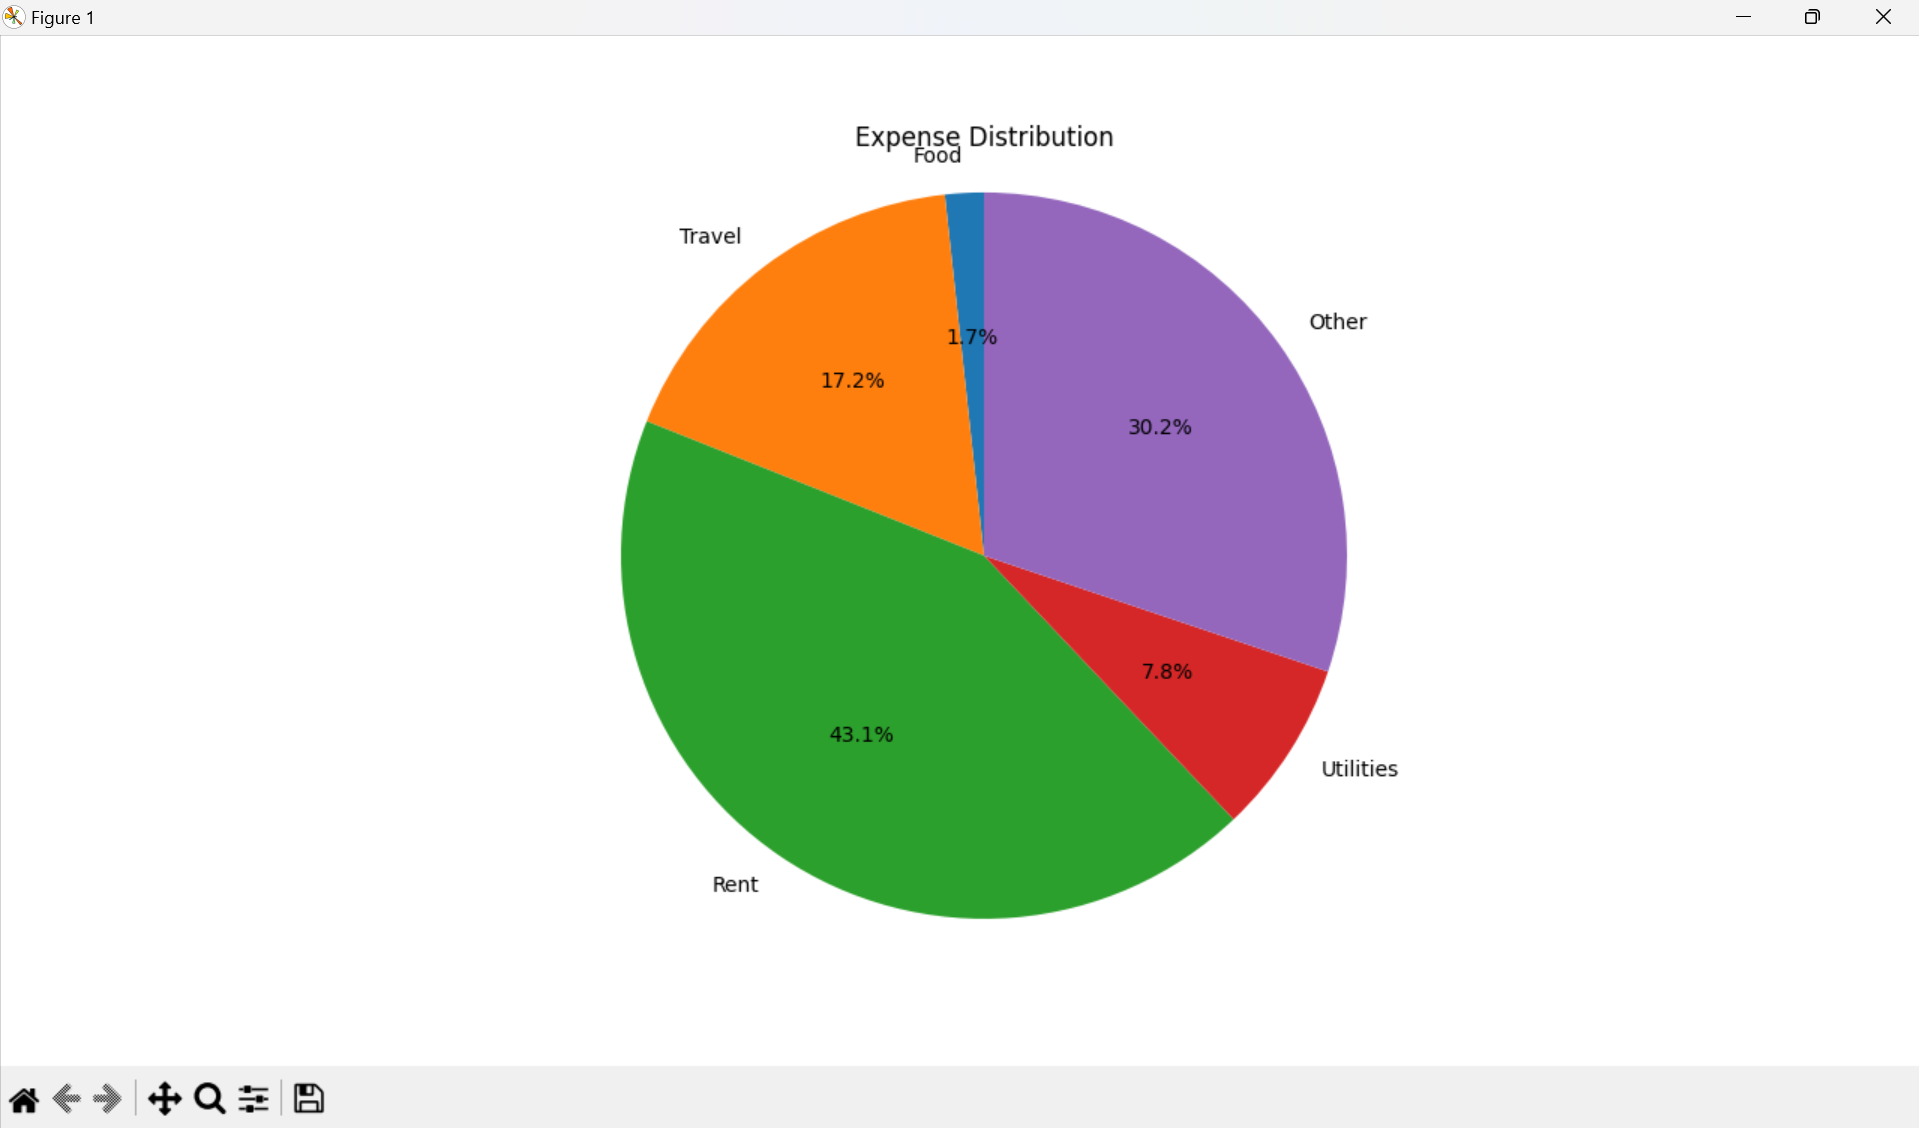 Figure 1
Expense Distribution
Food
Travel
Other
1.7%
17.2%
30.2%
7.8%
43.1%
Utilities
Rent